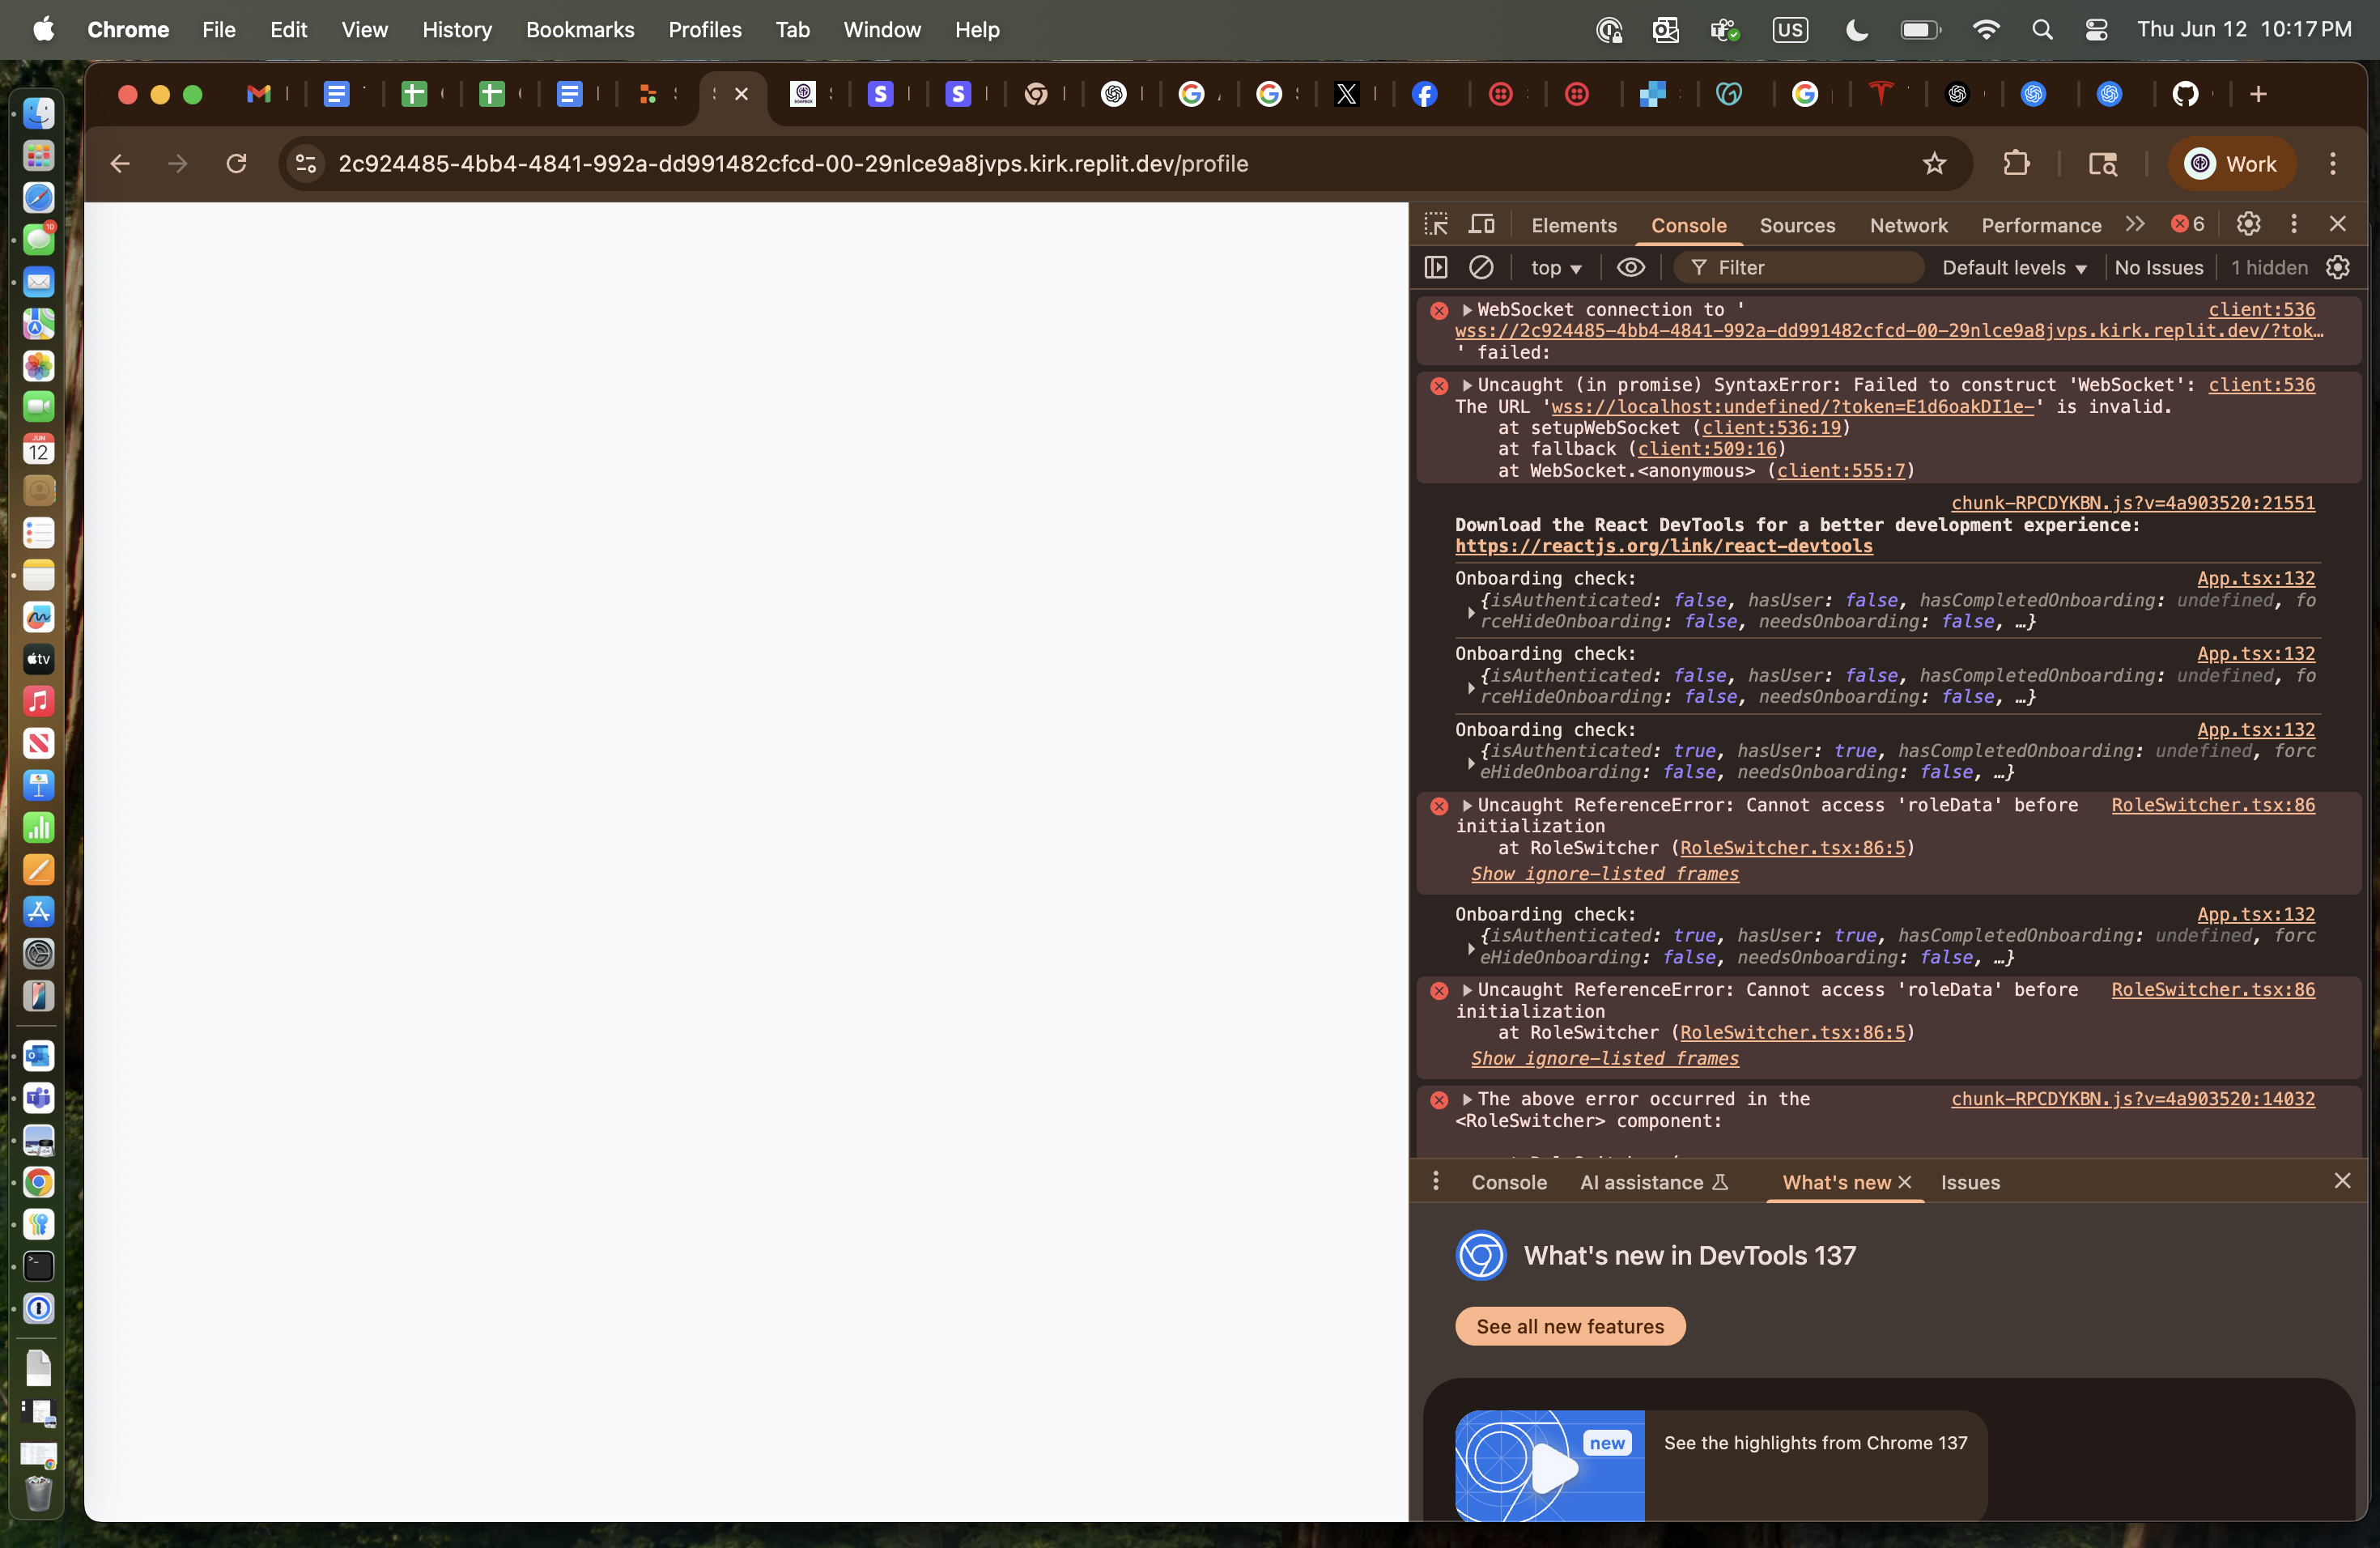 Chrome File Edit View History Bookmarks Profiles Tab Window Help US Thu Jun 12 10:17 PM
2c924485-4bb4-4841-992a-dd991482cfcd-00-29nlce9a8jvps.kirk.replit.dev/profile Work
Elements Console Sources Network Performance 6
top Filter Default levels No Issues 1 hidden
WebSocket connection to ' client:536
wss://2c924485-4bb4-4841-992a-dd991482cfcd-00-29nlce9a8jvps.kirk.replit.dev/?tok…
' failed:
Uncaught (in promise) SyntaxError: Failed to construct 'WebSocket': client:536
The URL 'wss://localhost:undefined/?token=E1d6oakDI1e-' is invalid.
at setupWebSocket (client:536:19)
at fallback (client:509:16)
at WebSocket.<anonymous> (client:555:7)
chunk-RPCDYKBN.js?v=4a903520:21551
Download the React DevTools for a better development experience:
https://reactjs.org/link/react-devtools
Onboarding check: App.tsx:132
{isAuthenticated: false, hasUser: false, hasCompletedOnboarding: undefined, fo
rceHideOnboarding: false, needsOnboarding: false, …}
Onboarding check: App.tsx:132
{isAuthenticated: false, hasUser: false, hasCompletedOnboarding: undefined, fo
rceHideOnboarding: false, needsOnboarding: false, …}
Onboarding check: App.tsx:132
{isAuthenticated: true, hasUser: true, hasCompletedOnboarding: undefined, forc
eHideOnboarding: false, needsOnboarding: false, …}
Uncaught ReferenceError: Cannot access 'roleData' before RoleSwitcher.tsx:86
initialization
at RoleSwitcher (RoleSwitcher.tsx:86:5)
Show ignore-listed frames
Onboarding check: App.tsx:132
{isAuthenticated: true, hasUser: true, hasCompletedOnboarding: undefined, forc
eHideOnboarding: false, needsOnboarding: false, …}
Uncaught ReferenceError: Cannot access 'roleData' before RoleSwitcher.tsx:86
initialization
at RoleSwitcher (RoleSwitcher.tsx:86:5)
Show ignore-listed frames
The above error occurred in the chunk-RPCDYKBN.js?v=4a903520:14032
<RoleSwitcher> component:
Console AI assistance What's new Issues
What's new in DevTools 137
See all new features
new
See the highlights from Chrome 137
10
JUN
12
tv